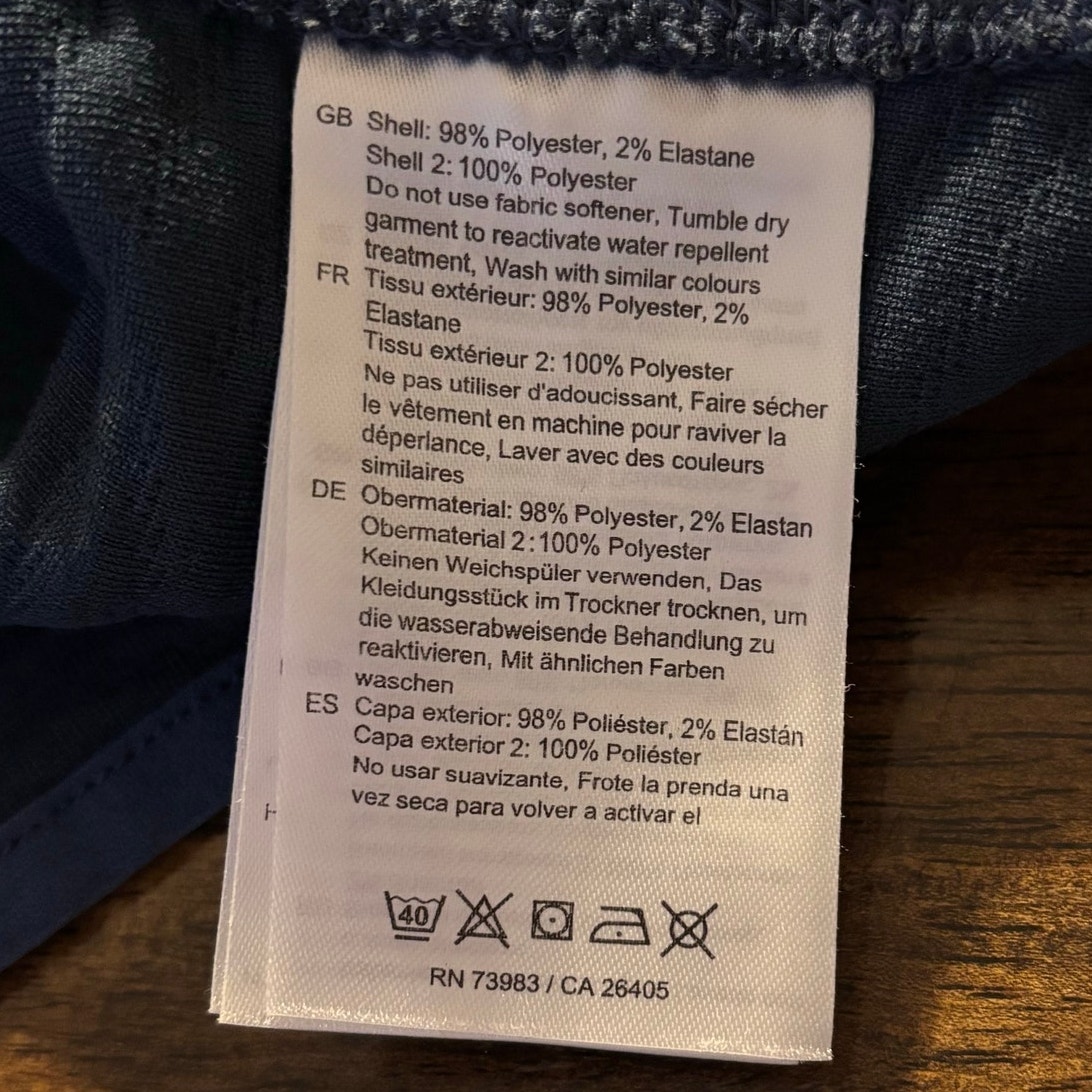 GB Shell: 98% Polyester, 2% Elastane
Shell 2: 100% Polyester
Do not use fabric softener, Tumble dry
garment to reactivate water repellent
treatment, Wash with similar colours
FR Tissu extérieur: 98% Polyester, 2%
Elastane
Tissu extérieur 2: 100% Polyester
Ne pas utiliser d'adoucissant, Faire sécher
le vêtement en machine pour raviver la
déperlance, Laver avec des couleurs
similaires
DE Obermaterial: 98% Polyester, 2% Elastan
Obermaterial 2: 100% Polyester
Keinen Weichspüler verwenden, Das
Kleidungsstück im Trockner trocknen, um
die wasserabweisende Behandlung zu
reaktivieren, Mit ähnlichen Farben
waschen
ES Capa exterior: 98% Poliéster, 2% Elastán
Capa exterior 2: 100% Poliéster
No usar suavizante, Frote la prenda una
vez seca para volver a activar el
40
RN 73983 / CA 26405